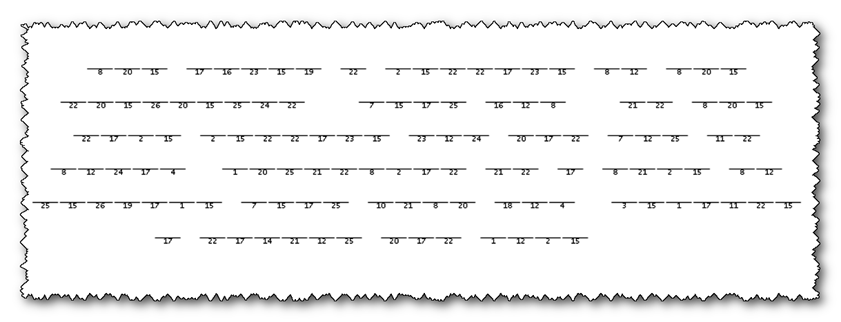 8 20 15 17 16 23 15 19 22 2 15 22 22 17 23 15 8 12 8 20 15
22 20 15 26 20 15 25 24 22 7 15 17 25 16 12 8 21 22 8 20 15
22 17 2 15 2 15 22 22 17 23 15 23 12 24 20 17 22 7 12 25 11 22
8 12 24 17 4 1 20 25 21 22 8 2 17 22 21 22 17 8 21 2 15 8 12
25 15 26 19 17 1 15 7 15 17 25 10 21 8 20 18 12 4 3 15 1 17 11 22 15
17 22 17 14 21 12 25 20 17 22 1 12 2 15